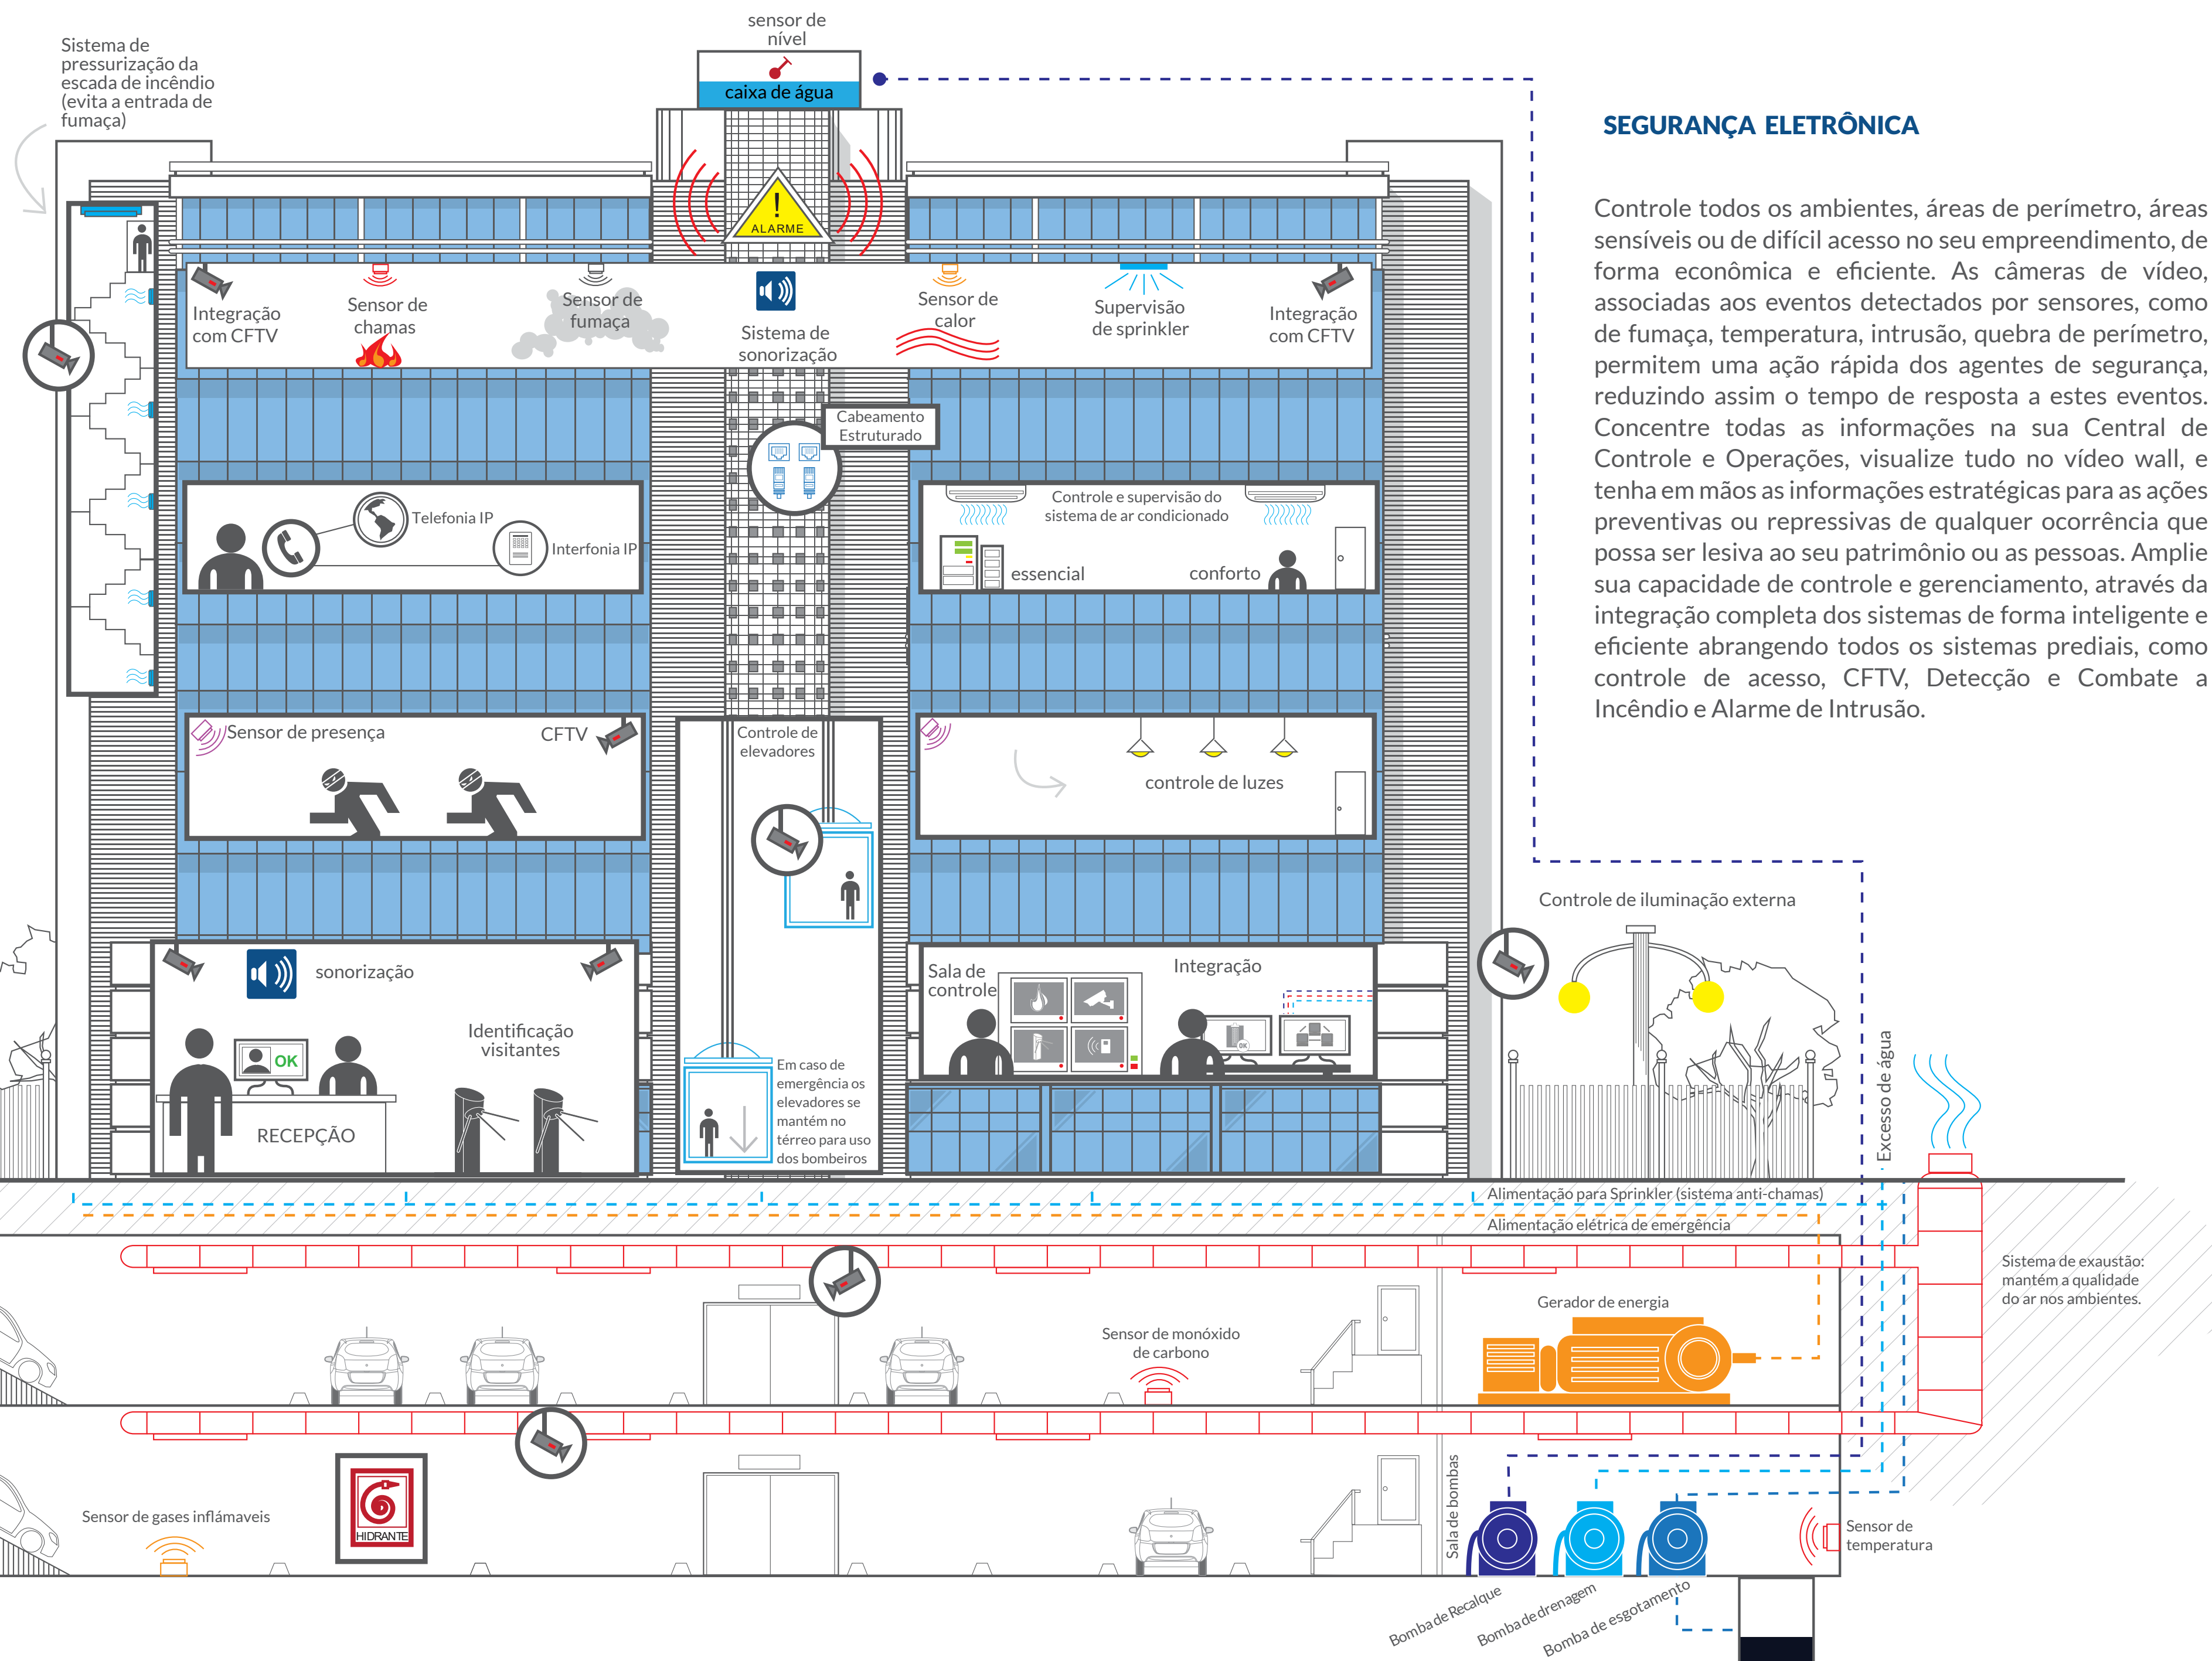 sensor de
nível
caixa de água
Sistema de
pressurização da
escada de incêndio
(evita a entrada de
fumaça)
SEGURANÇA ELETRÔNICA
Controle todos os ambientes, áreas de perímetro, áreas
sensíveis ou de difícil acesso no seu empreendimento, de
forma econômica e eficiente. As câmeras de vídeo,
associadas aos eventos detectados por sensores, como
de fumaça, temperatura, intrusão, quebra de perímetro,
permitem uma ação rápida dos agentes de segurança,
reduzindo assim o tempo de resposta a estes eventos.
Concentre todas as informações na sua Central de
Controle e Operações, visualize tudo no vídeo wall, e
tenha em mãos as informações estratégicas para as ações
preventivas ou repressivas de qualquer ocorrência que
possa ser lesiva ao seu patrimônio ou as pessoas. Amplie
sua capacidade de controle e gerenciamento, através da
integração completa dos sistemas de forma inteligente e
eficiente abrangendo todos os sistemas prediais, como
controle de acesso, CFTV, Detecção e Combate a
Incêndio e Alarme de Intrusão.
!
ALARME
Integração
com CFTV
Sensor de
chamas
Sensor de
fumaça
Sistema de
sonorização
Sensor de
calor
Supervisão
de sprinkler
Integração
com CFTV
Cabeamento
Estruturado
Telefonia IP
Interfonia IP
Controle e supervisão do
sistema de ar condicionado
essencial
conforto
Sensor de presença
CFTV
Controle de
elevadores
controle de luzes
Controle de iluminação externa
sonorização
OK
Identificação
visitantes
RECEPÇÃO
Em caso de
emergência os
elevadores se
mantém no
térreo para uso
dos bombeiros
Sala de
controle
Integração
OK
Excesso de água
Alimentação para Sprinkler (sistema anti-chamas)
Alimentação elétrica de emergência
Sistema de exaustão:
mantém a qualidade
do ar nos ambientes.
Gerador de energia
Sensor de monóxido
de carbono
Sensor de gases inflámaveis
HIDRANTE
Sala de bombas
Sensor de
temperatura
Bomba de Recalque
Bomba de drenagem
Bomba de esgotamento